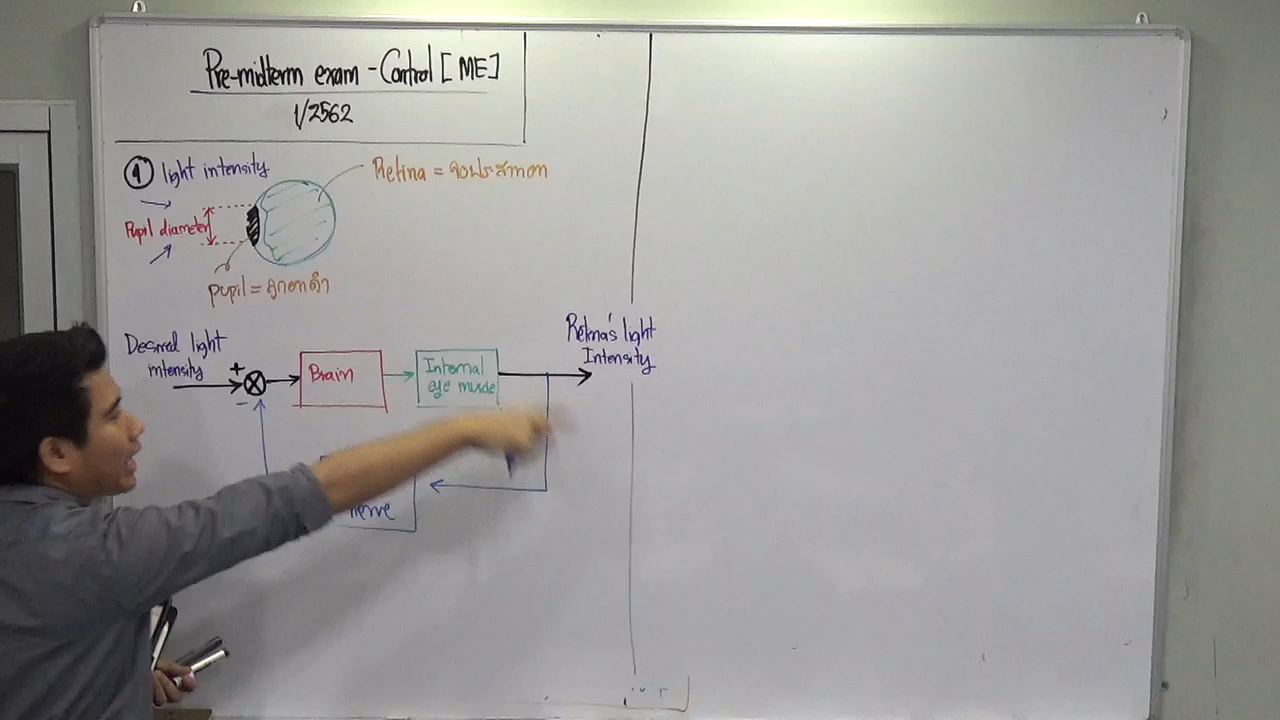 Pre-midterm exam - Control [ME]
1/2562
1 light intensity
Retina = จอประสาทตา
Pupil diameter
pupil = ลูกตาดำ
Desired light
intensity
+
-
Brain
Internal
eye muscle
Retina's light
Intensity
nerve